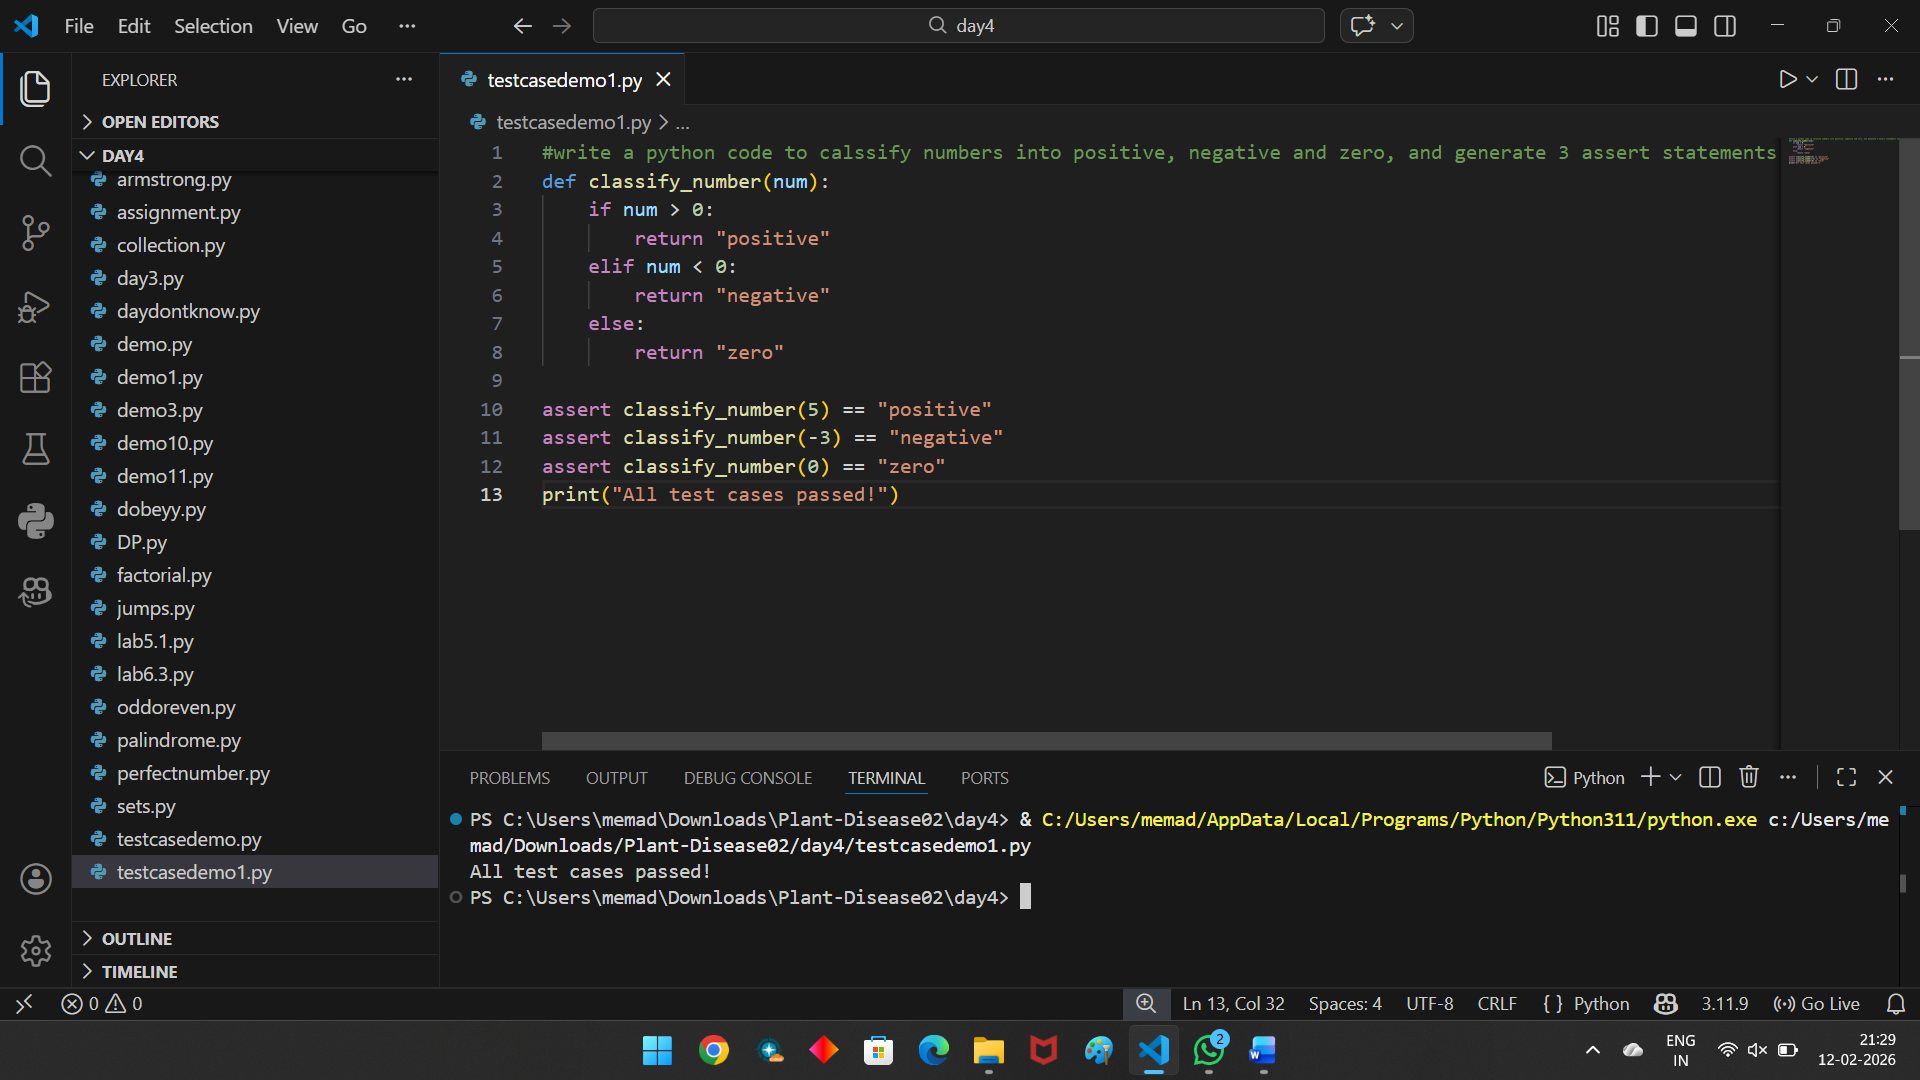 File Edit Selection View Go ...
day4
EXPLORER ...
OPEN EDITORS
DAY4
armstrong.py
assignment.py
collection.py
day3.py
daydontknow.py
demo.py
demo1.py
demo3.py
demo10.py
demo11.py
dobeyy.py
DP.py
factorial.py
jumps.py
lab5.1.py
lab6.3.py
oddoreven.py
palindrome.py
perfectnumber.py
sets.py
testcasedemo.py
testcasedemo1.py
OUTLINE
TIMELINE
testcasedemo1.py
testcasedemo1.py > ...
1 #write a python code to calssify numbers into positive, negative and zero, and generate 3 assert statements
2 def classify_number(num):
3     if num > 0:
4         return "positive"
5     elif num < 0:
6         return "negative"
7     else:
8         return "zero"
9
10 assert classify_number(5) == "positive"
11 assert classify_number(-3) == "negative"
12 assert classify_number(0) == "zero"
13 print("All test cases passed!")
PROBLEMS OUTPUT DEBUG CONSOLE TERMINAL PORTS
Python
PS C:\Users\memad\Downloads\Plant-Disease02\day4> & C:/Users/memad/AppData/Local/Programs/Python/Python311/python.exe c:/Users/me
mad/Downloads/Plant-Disease02/day4/testcasedemo1.py
All test cases passed!
PS C:\Users\memad\Downloads\Plant-Disease02\day4>
0 0
Ln 13, Col 32 Spaces: 4 UTF-8 CRLF { } Python 3.11.9 Go Live
2
W
ENG
IN
21:29
12-02-2026